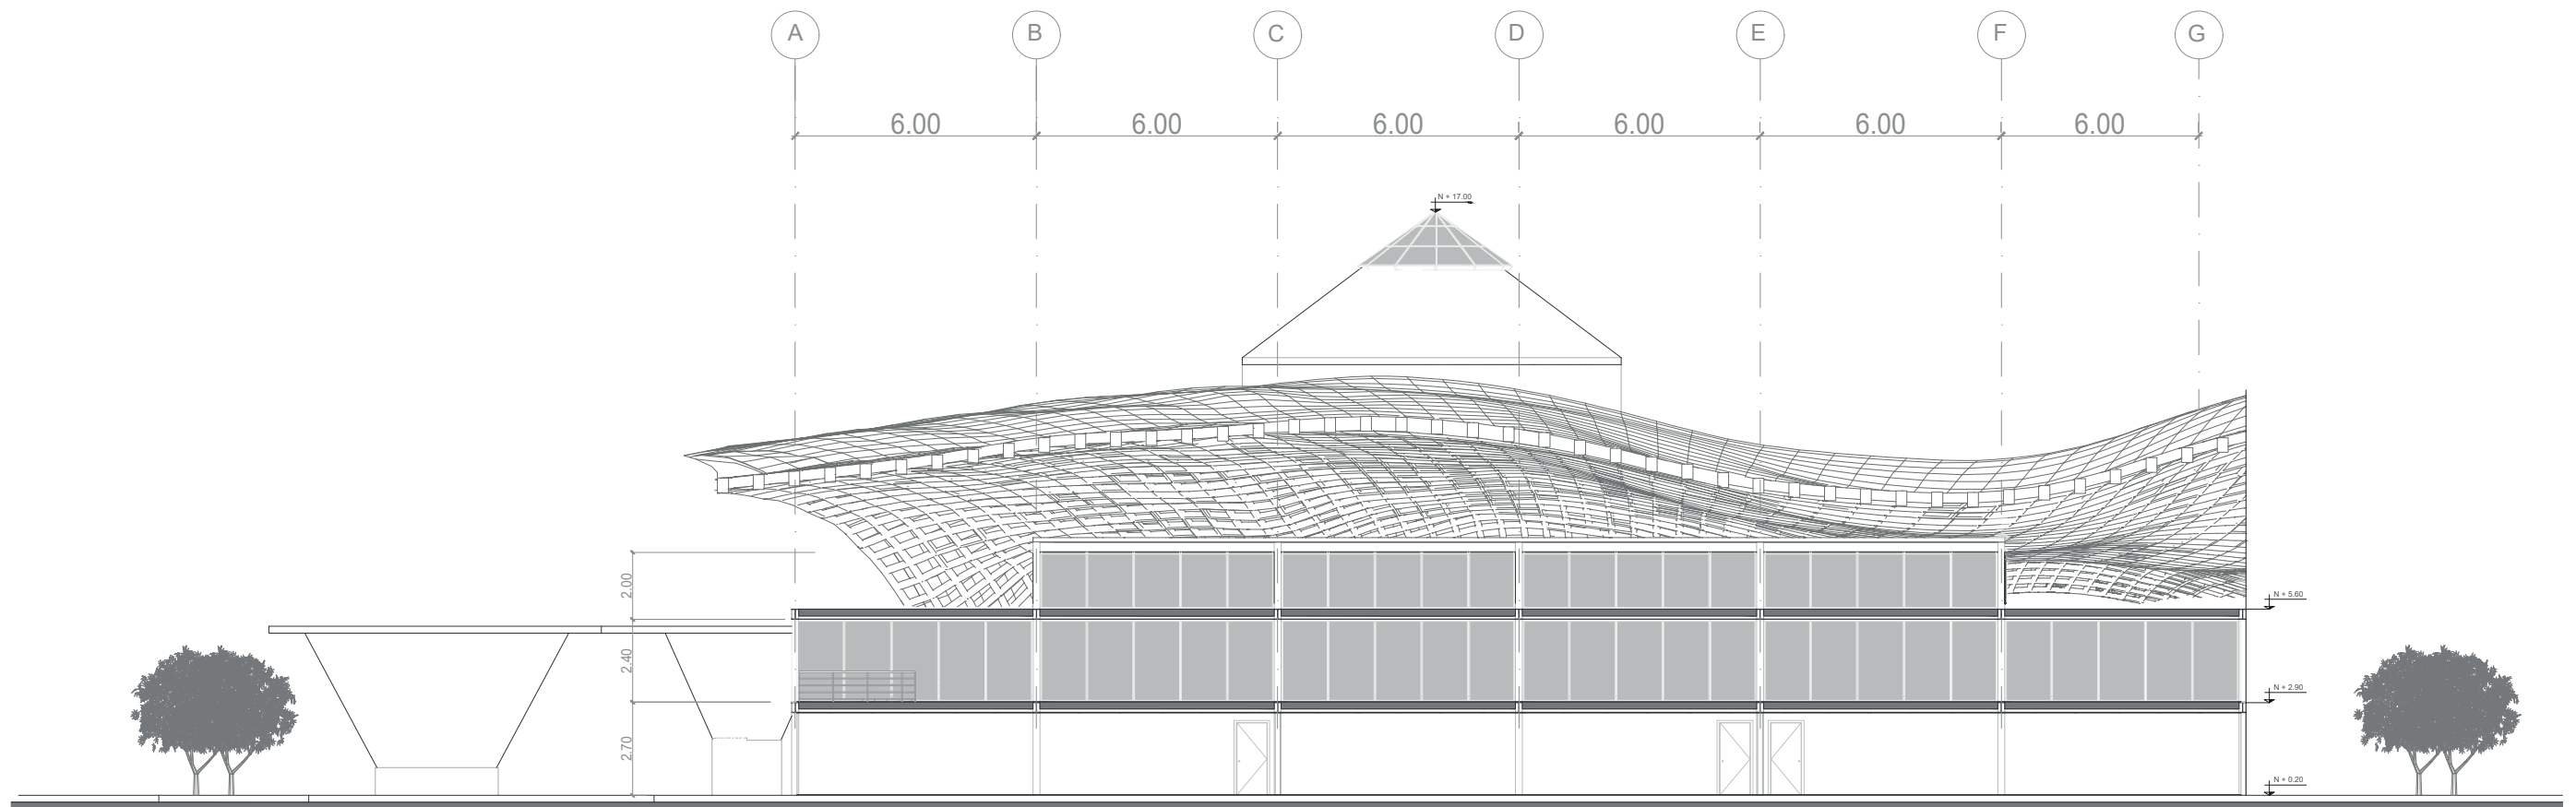 A B C D E F G
6.00 6.00 6.00 6.00 6.00 6.00
N + 17.00
2.00
N + 5.60
2.40
N + 2.90
2.70
N + 0.20